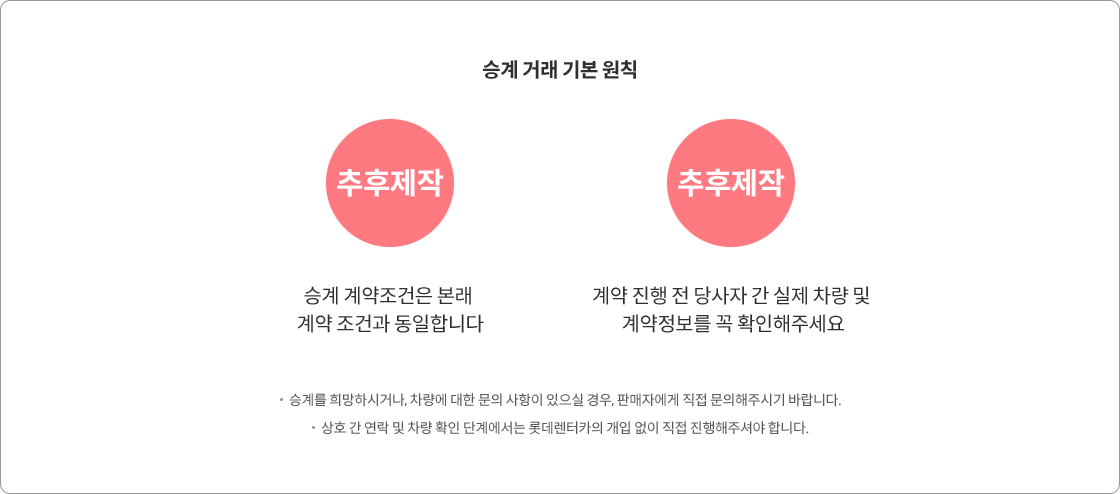 승계 거래 기본 원칙
추후제작
추후제작
승계 계약조건은 본래
계약 조건과 동일합니다
계약 진행 전 당사자 간 실제 차량 및
계약정보를 꼭 확인해주세요
• 승계를 희망하시거나, 차량에 대한 문의 사항이 있으실 경우, 판매자에게 직접 문의해주시기 바랍니다.
• 상호 간 연락 및 차량 확인 단계에서는 롯데렌터카의 개입 없이 직접 진행해주셔야 합니다.